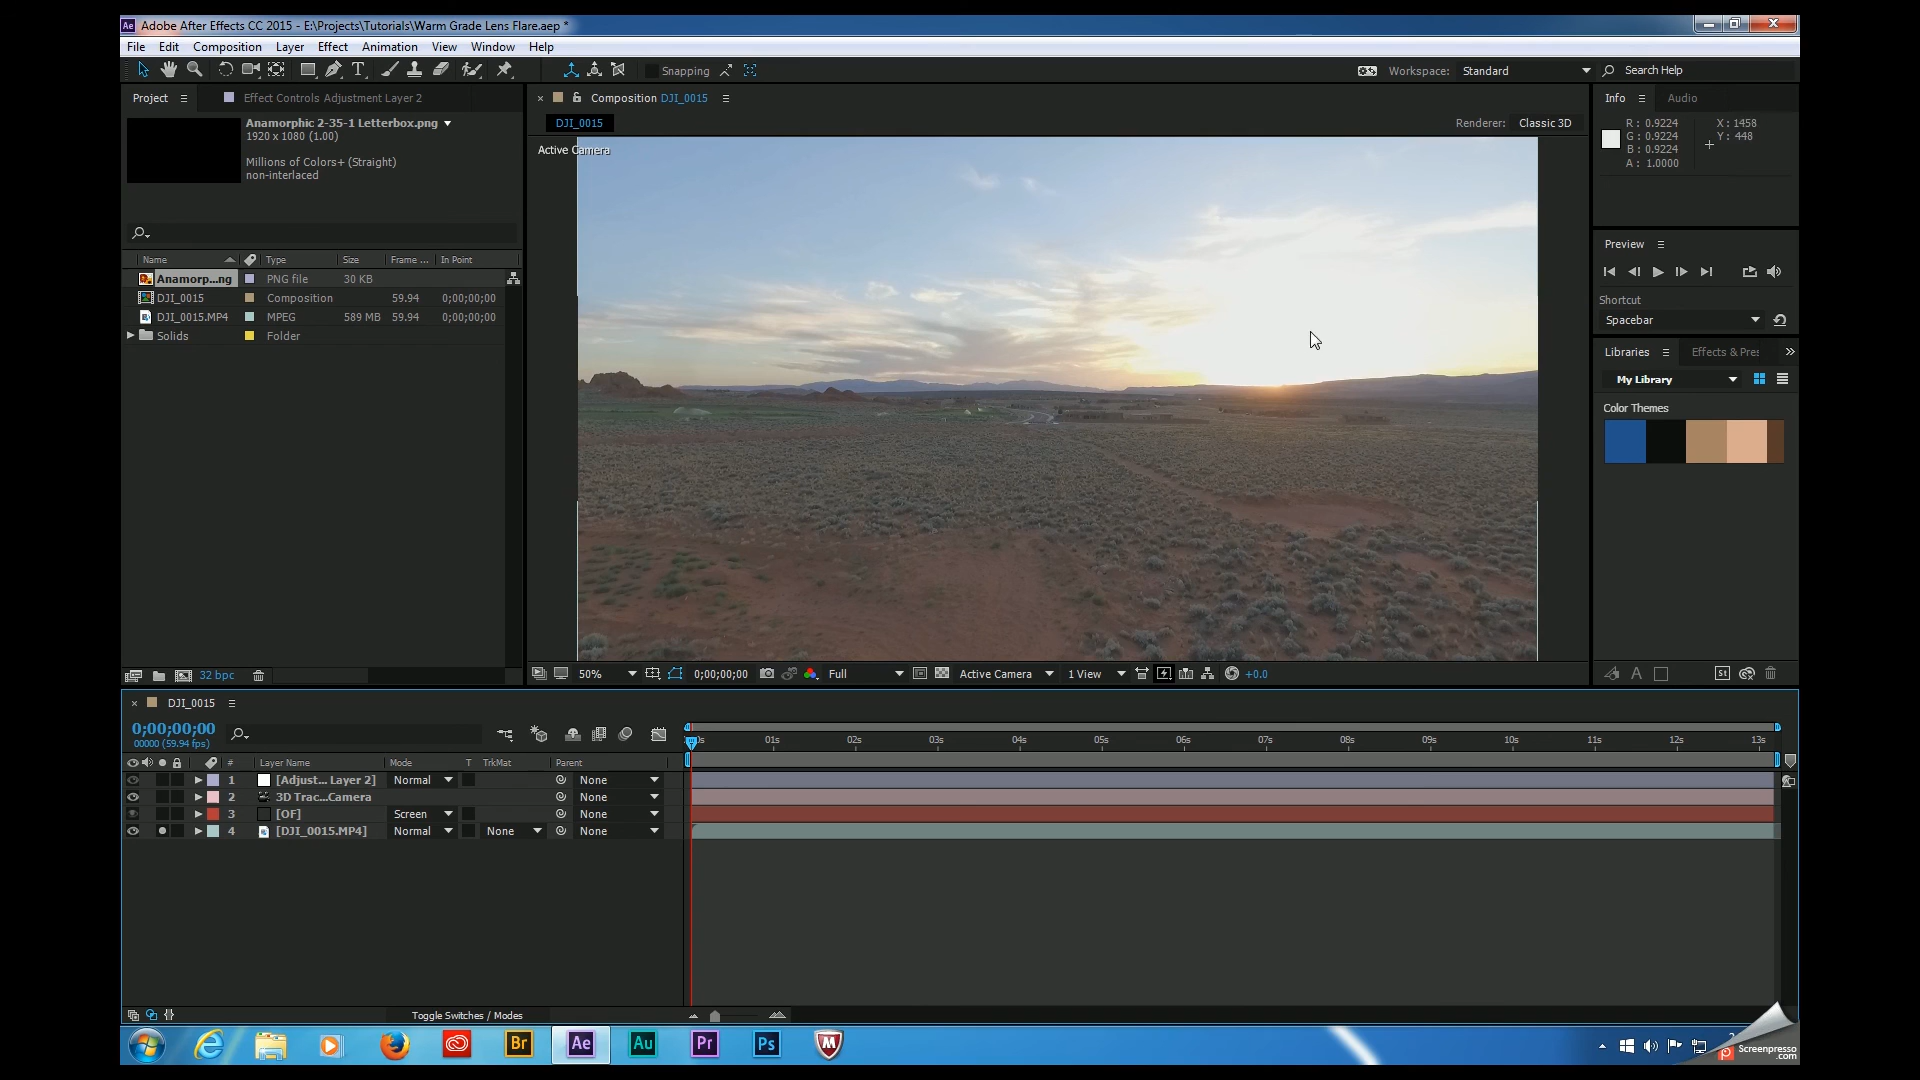 Ae Adobe After Effects CC 2015 - E:\Projects\Tutorials\Warm Grade Lens Flare.aep *
File Edit Composition Layer Effect Animation View Window Help
Snapping
Workspace: Standard
Search Help
Project
Effect Controls Adjustment Layer 2
Anamorphic 2-35-1 Letterbox.png
1920 x 1080 (1.00)
Millions of Colors+ (Straight)
non-interlaced
Name Type Size Frame ... In Point
Anamorp...ng PNG file 30 KB
DJI_0015 Composition 59.94 0;00;00;00
DJI_0015.MP4 MPEG 589 MB 59.94 0;00;00;00
Solids Folder
32 bpc
Composition DJI_0015
DJI_0015
Renderer: Classic 3D
Active Camera
50% 0;00;00;00 Full Active Camera 1 View +0.0
Info Audio
R: 0.9224 X: 1458
G: 0.9224 Y: 448
B: 0.9224
A: 1.0000
Preview
Shortcut
Spacebar
Libraries Effects & Pres
My Library
Color Themes
St
DJI_0015
0;00;00;00
00000 (59.94 fps)
01s 02s 03s 04s 05s 06s 07s 08s 09s 10s 11s 12s 13s
# Layer Name Mode T TrkMat Parent
1 [Adjust... Layer 2] Normal None
2 3D Trac...Camera None
3 [OF] Screen None
4 [DJI_0015.MP4] Normal None None
Toggle Switches / Modes
Br Ae Au Pr Ps
Screenpresso
.com